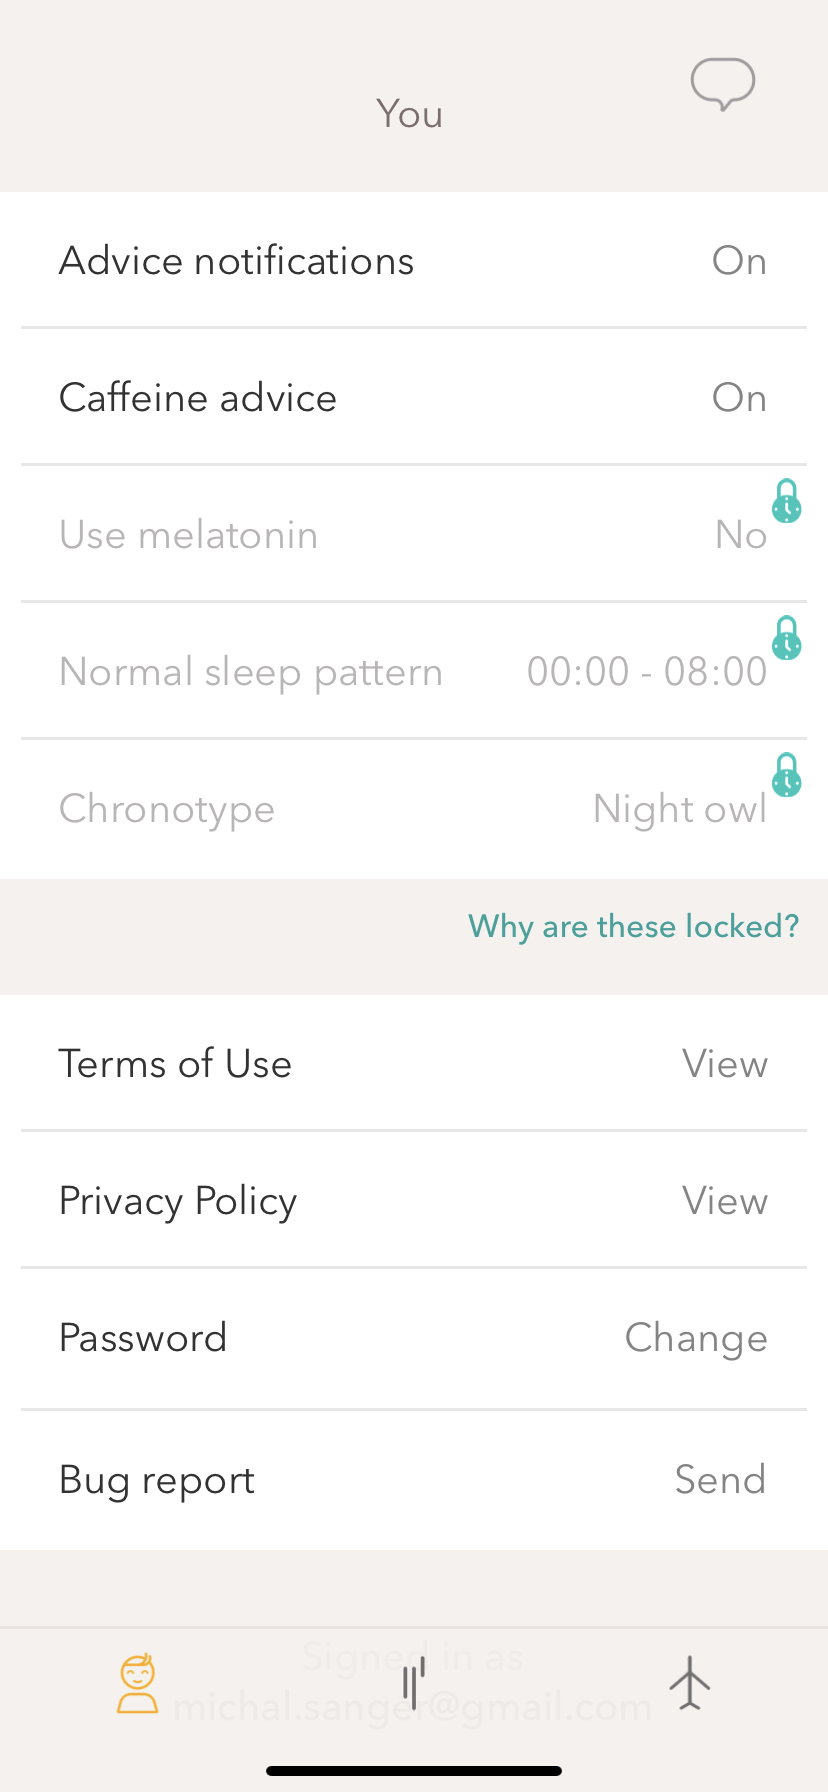 You
Advice notifications On
Caffeine advice On
Use melatonin No
Normal sleep pattern 00:00 - 08:00
Chronotype Night owl
Why are these locked?
Terms of Use View
Privacy Policy View
Password Change
Bug report Send
Signed in as
michal.sanger@gmail.com